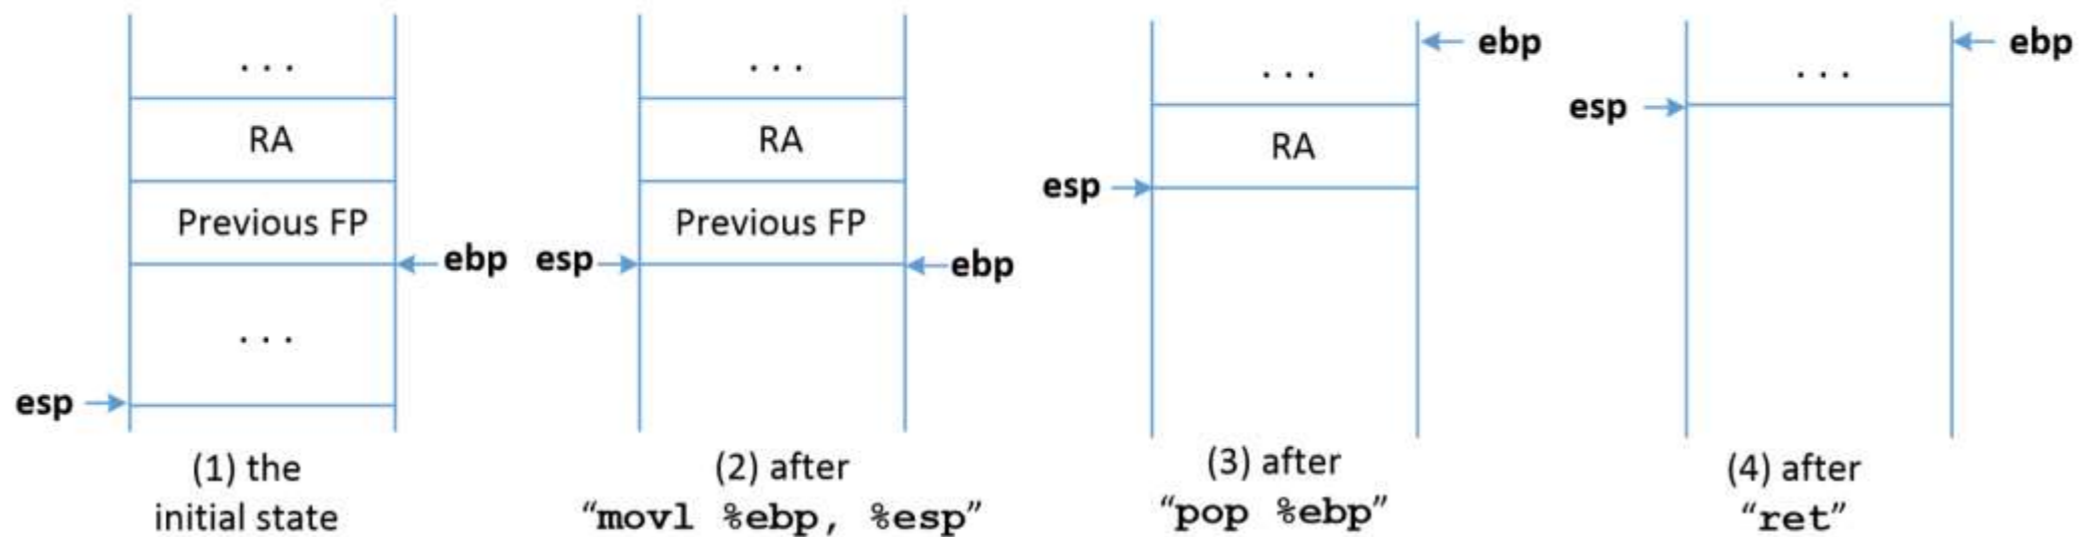 . . .
RA
Previous FP
ebp
. . .
esp
(1) the
initial state
. . .
RA
Previous FP
esp
ebp
(2) after
“movl %ebp, %esp”
ebp
. . .
RA
esp
(3) after
“pop %ebp”
ebp
. . .
esp
(4) after
“ret”